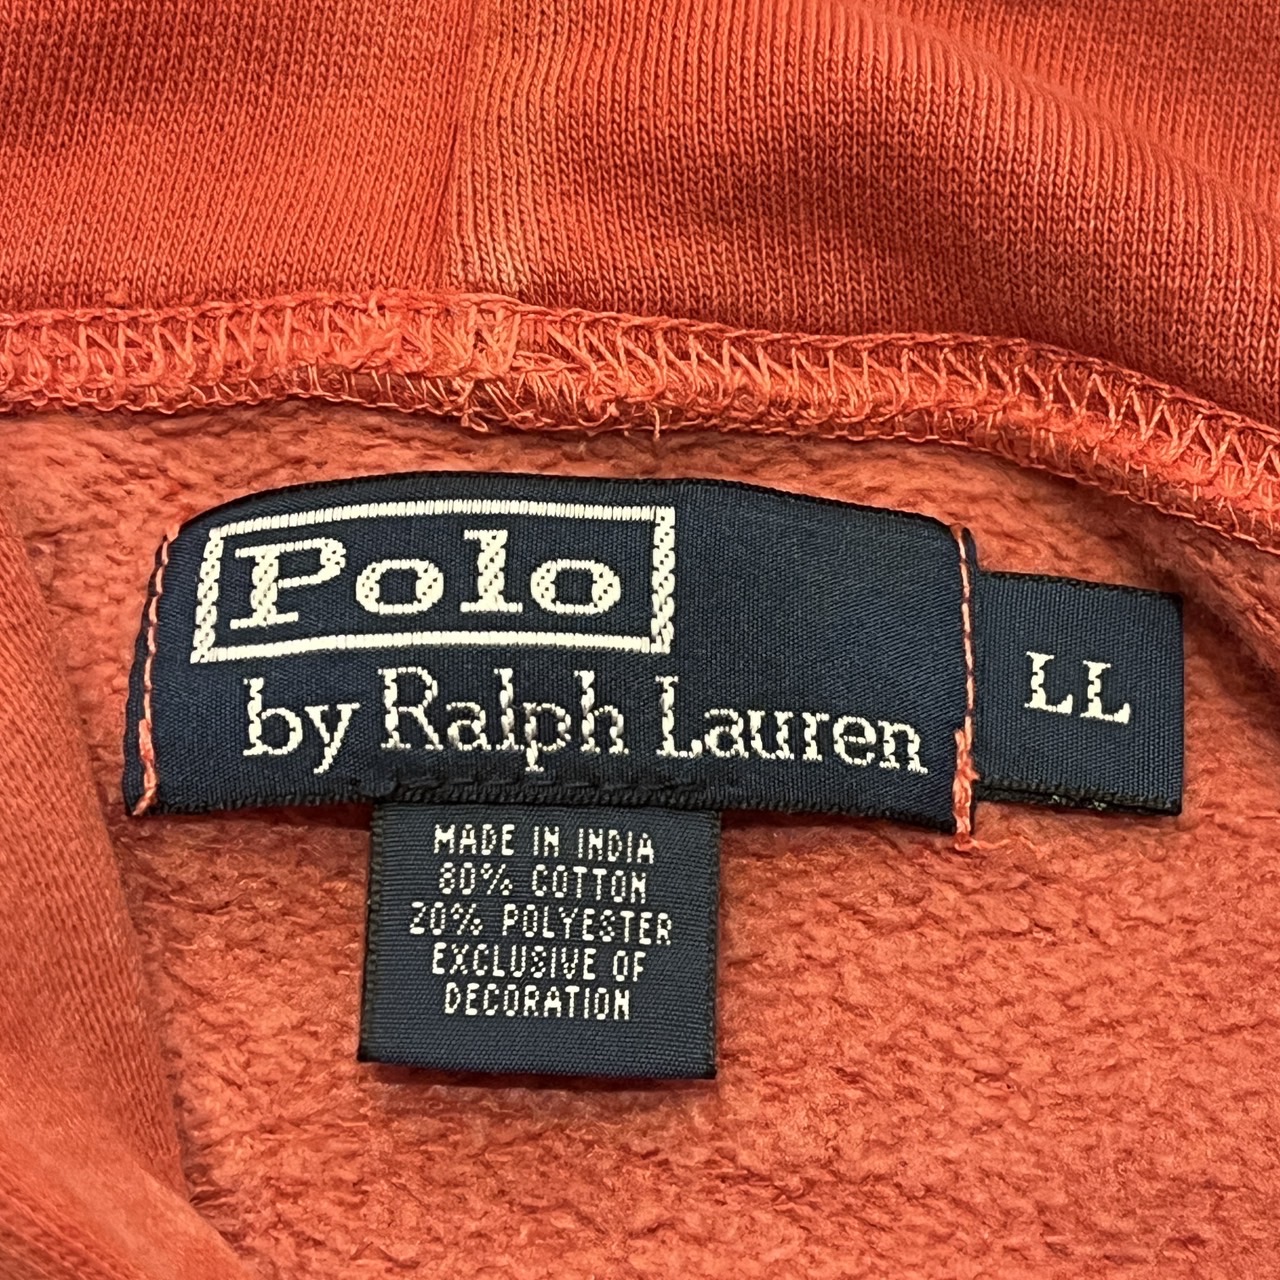 Polo
by Ralph Lauren
LL
MADE IN INDIA
80% COTTON
20% POLYESTER
EXCLUSIVE OF
DECORATION